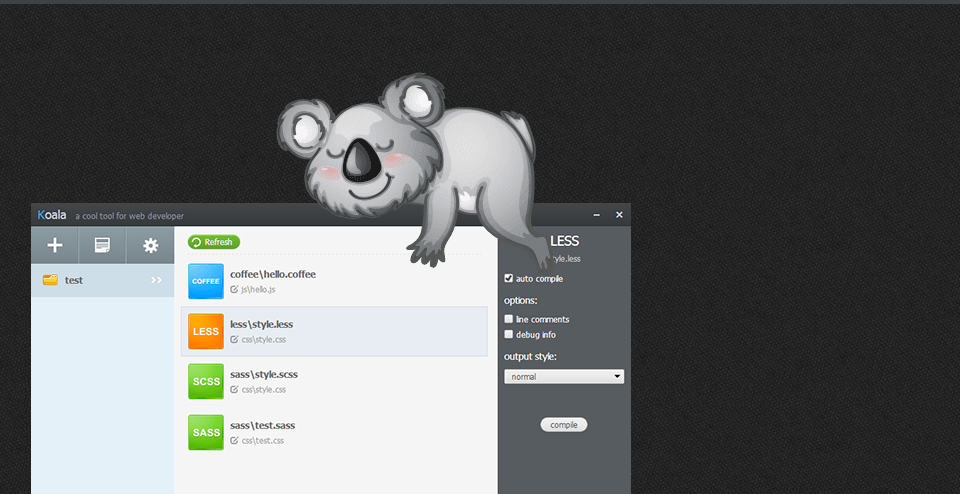 Koala a cool tool for web developer
Refresh
test
COFFEE
coffee\hello.coffee
js\hello.js
LESS
less\style.less
css\style.css
SCSS
sass\style.scss
css\style.css
SASS
sass\test.sass
css\test.css
LESS
tyle.less
auto compile
options:
line comments
debug info
output style:
normal
compile